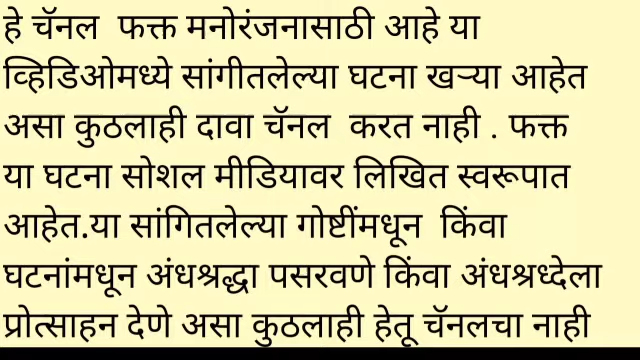 हे चॅनल  फक्त मनोरंजनासाठी आहे या
व्हिडिओमध्ये सांगीतलेल्या घटना खऱ्या आहेत
असा कुठलाही दावा चॅनल  करत नाही . फक्त
या घटना सोशल मीडियावर लिखित स्वरूपात
आहेत.या सांगितलेल्या गोष्टींमधून  किंवा
घटनांमधून अंधश्रद्धा पसरवणे किंवा अंधश्रध्देला
प्रोत्साहन देणे असा कुठलाही हेतू चॅनलचा नाही